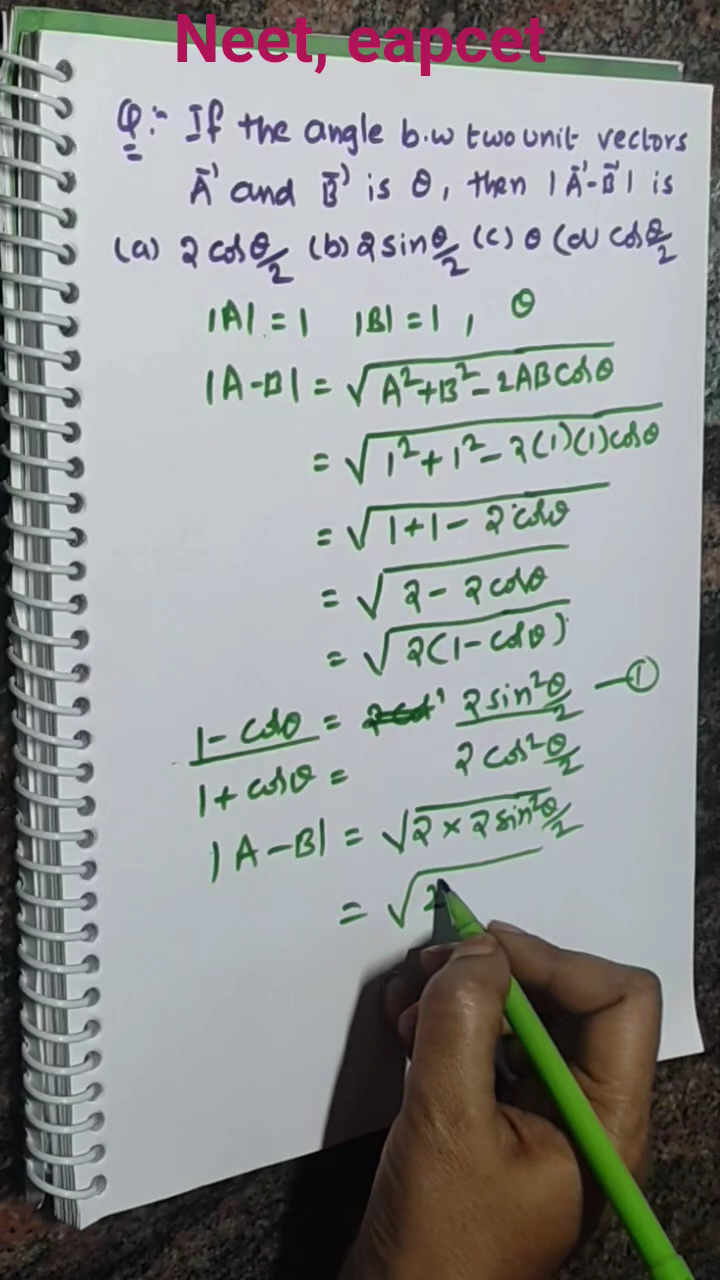 Neet, eapcet
Q:- If the angle b.w two unit vectors
A⃗ and B⃗ is θ, then |A⃗-B⃗| is
(a) 2cosθ/2 (b) 2sinθ/2 (c) θ (d) cosθ/2
|A| = 1 |B| = 1, θ
|A-B| = √A²+B²-2ABcosθ
= √1²+1²-2(1)(1)cosθ
= √1+1-2cosθ
= √2-2cosθ
= √2(1-cosθ)
1-cosθ = 2sin²θ/2 —①
1+cosθ = 2cos²θ/2
|A-B| = √2×2sin²θ/2
= √2